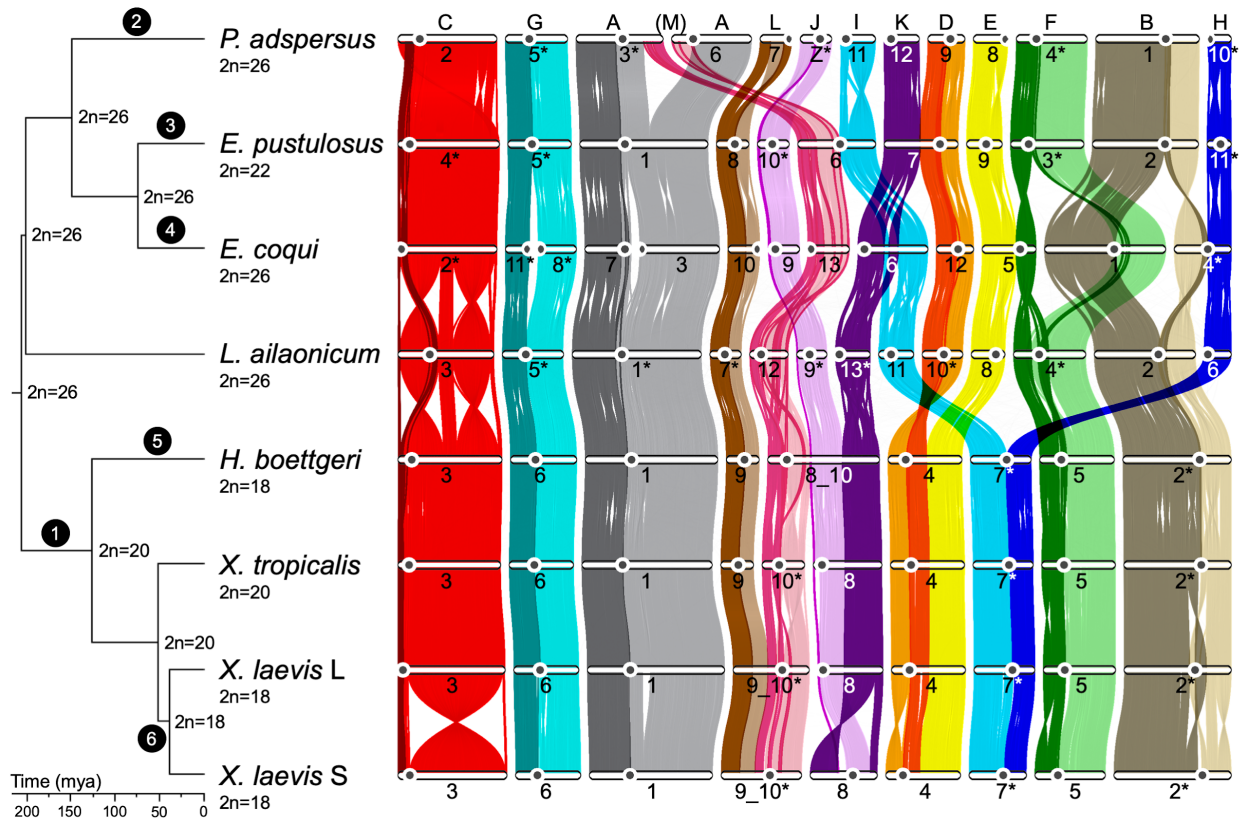 C G A (M) A L J I K D E F B H
2 P. adspersus 2 5* 3* 6 7 Z* 11 12 9 8 4* 1 10*
2n=26
2n=26
3 E. pustulosus 4* 5* 1 8 10* 6 7 9 3* 2 11*
2n=22
2n=26
4
2n=26 E. coqui 2* 11* 8* 7 3 10 9 13 6 12 5 1 4*
2n=26
L. ailaonicum 3 5* 1* 7* 12 9* 13* 11 10* 8 4* 2 6
2n=26
2n=26
5 H. boettgeri 3 6 1 9 8_10 4 7* 5 2*
2n=18
1 2n=20
X. tropicalis 3 6 1 9 10* 8 4 7* 5 2*
2n=20
2n=20
X. laevis L 3 6 1 9_10* 8 4 7* 5 2*
2n=18
2n=18
6
X. laevis S 3 6 1 9_10* 8 4 7* 5 2*
2n=18
Time (mya)
200 150 100 50 0